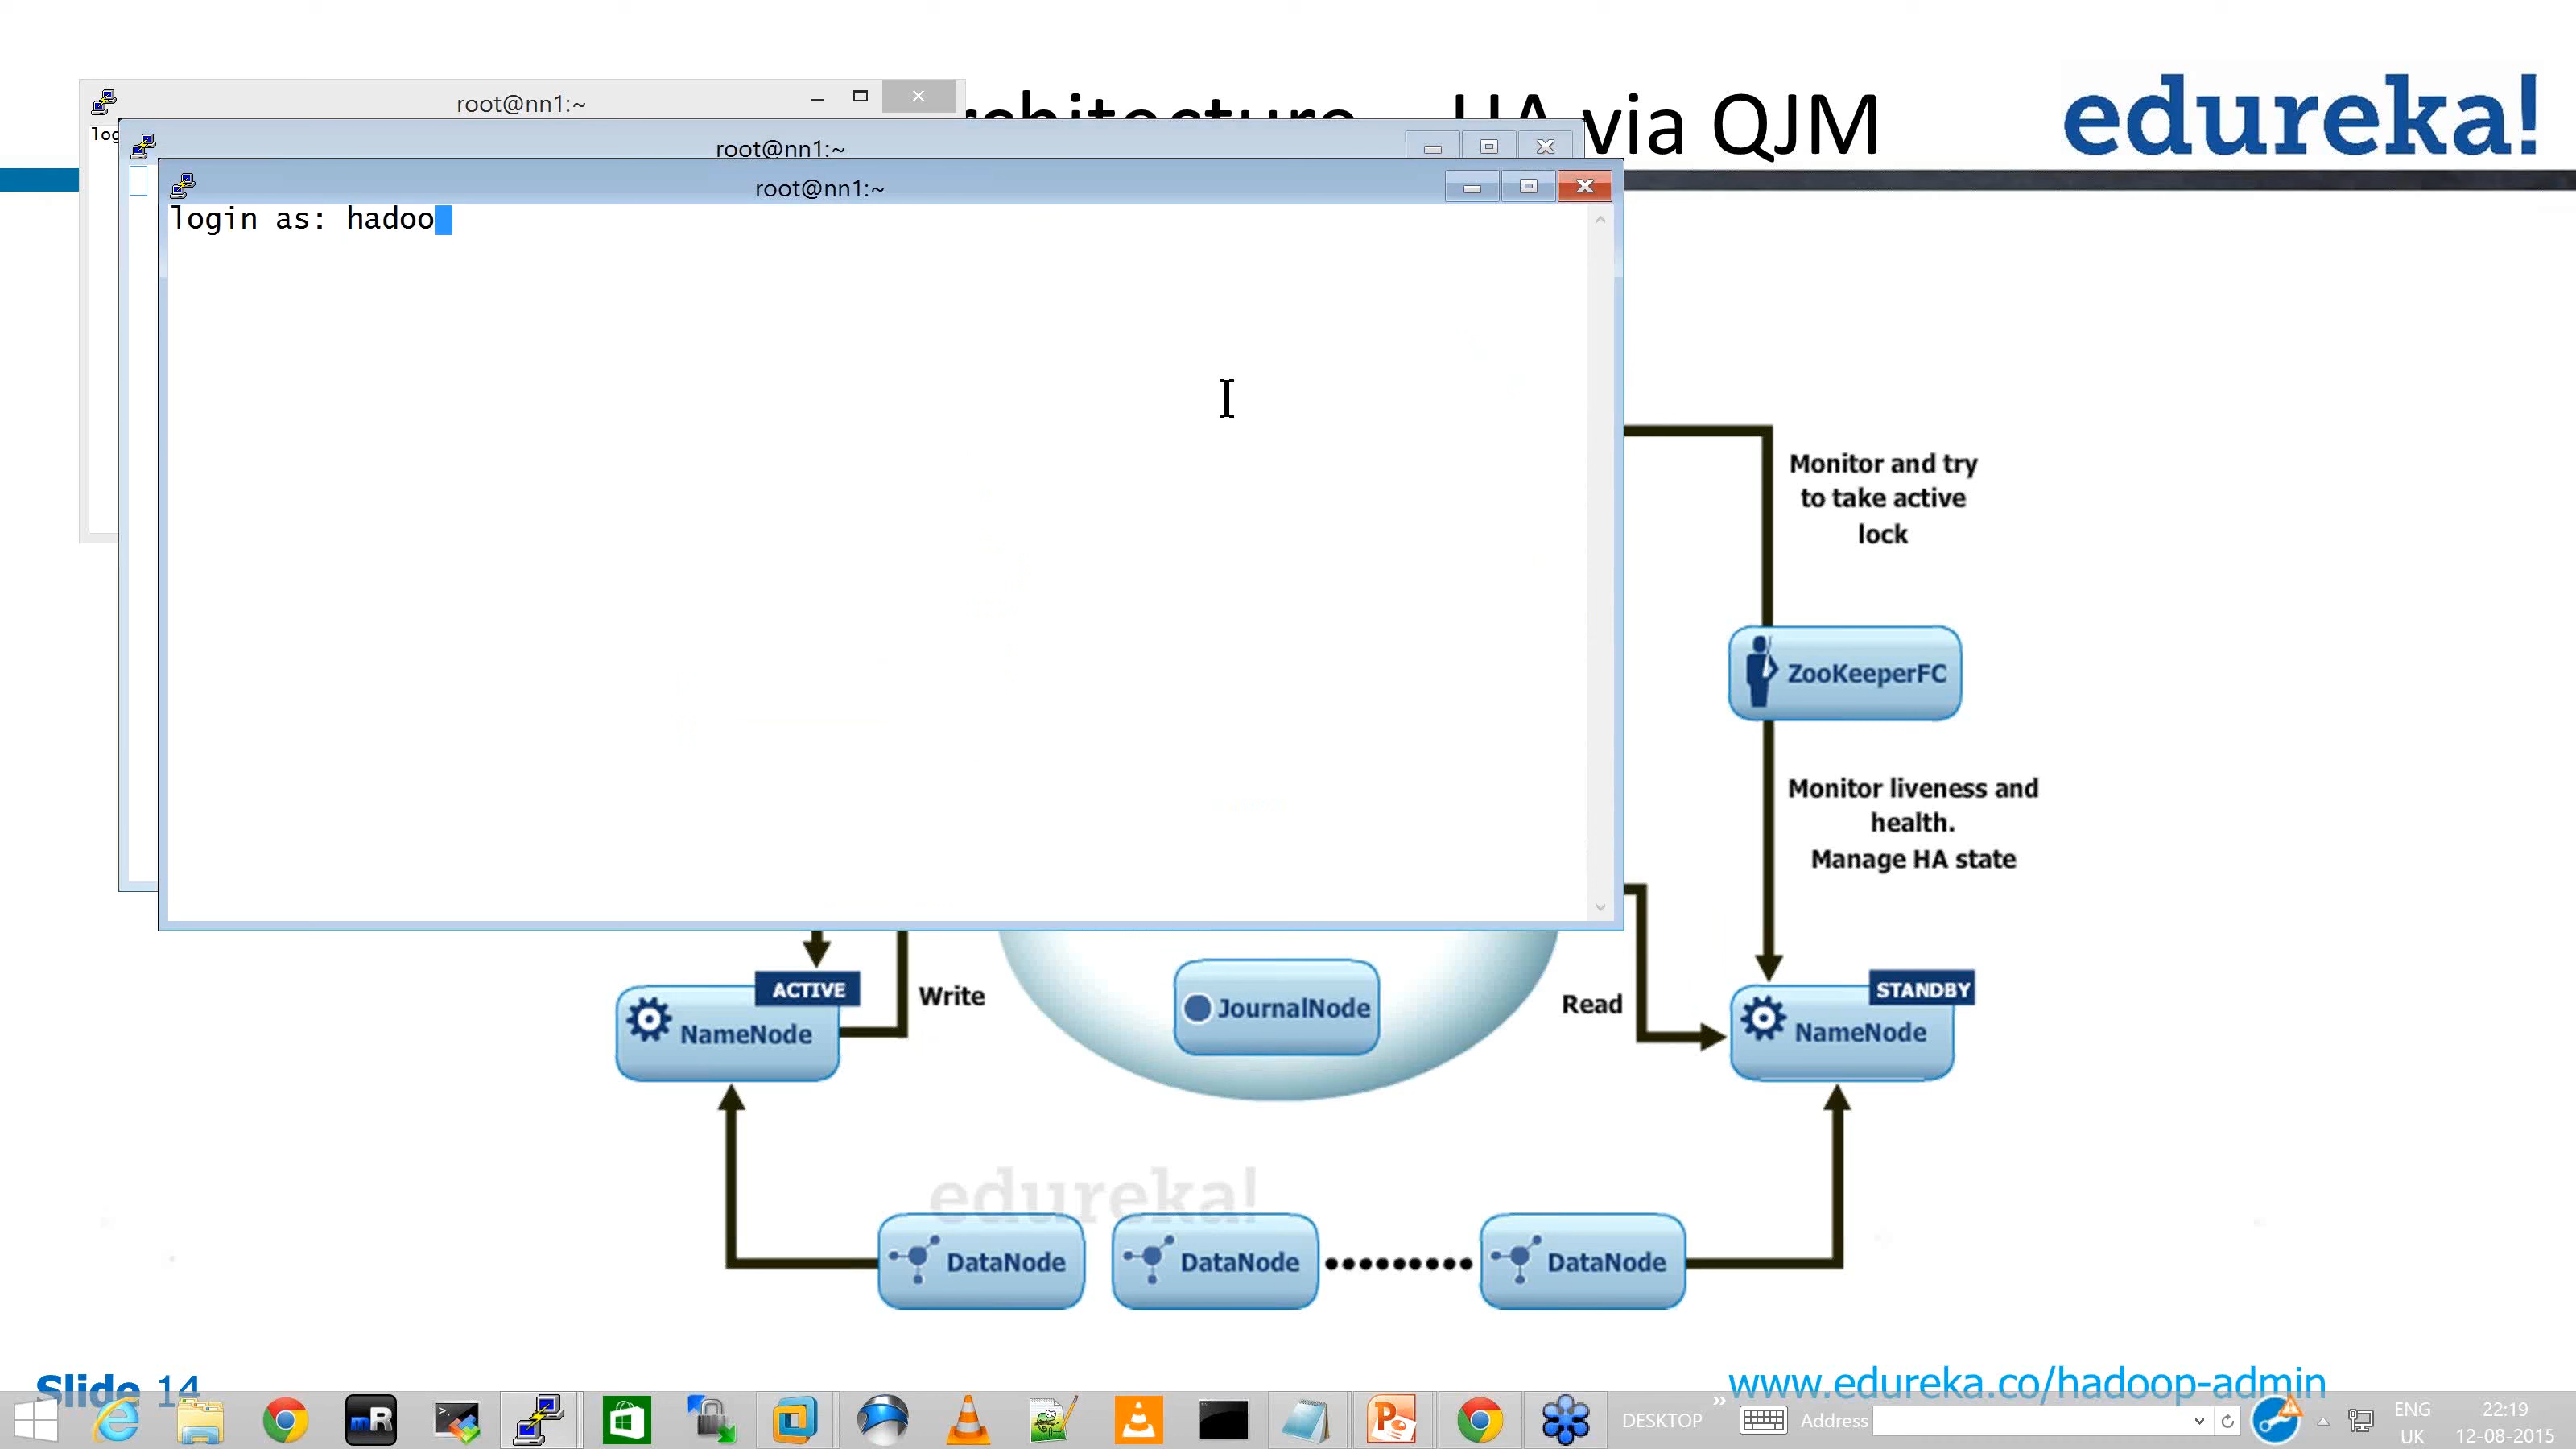 root@nn1:~
log
root@nn1:~
root@nn1:~
login as: hadoo
via QJM
edureka!
Monitor and try
to take active
lock
ZooKeeperFC
Monitor liveness and
health.
Manage HA state
ACTIVE
NameNode
Write
JournalNode
Read
STANDBY
NameNode
edureka!
DataNode
DataNode
DataNode
Slide 14
www.edureka.co/hadoop-admin
mR
DESKTOP
Address
ENG
UK
22:19
12-08-2015